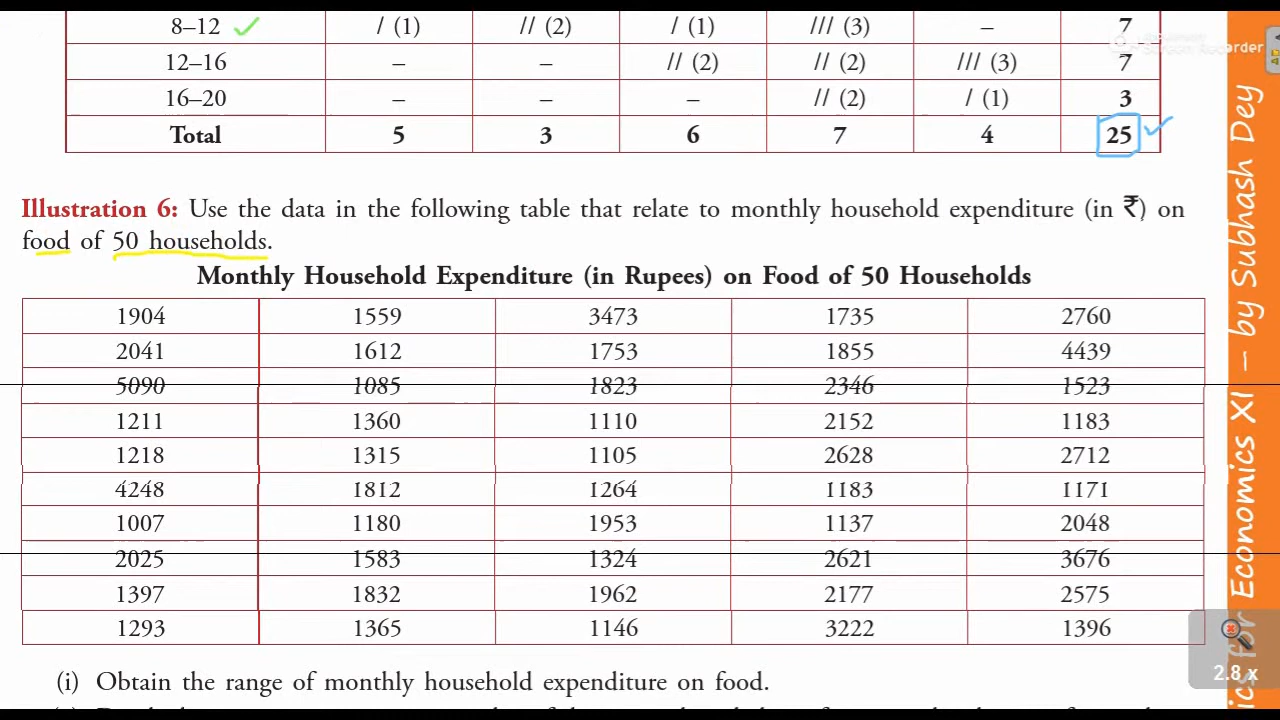 8–12 / (1) // (2) / (1) /// (3) – 7
12–16 – – // (2) // (2) /// (3) 7
16–20 – – – // (2) / (1) 3
Total 5 3 6 7 4 25
Illustration 6: Use the data in the following table that relate to monthly household expenditure (in ₹) on
food of 50 households.
Monthly Household Expenditure (in Rupees) on Food of 50 Households
1904 1559 3473 1735 2760
2041 1612 1753 1855 4439
5090 1085 1823 2346 1523
1211 1360 1110 2152 1183
1218 1315 1105 2628 2712
4248 1812 1264 1183 1171
1007 1180 1953 1137 2048
2025 1583 1324 2621 3676
1397 1832 1962 2177 2575
1293 1365 1146 3222 1396
(i) Obtain the range of monthly household expenditure on food.
Screen Recorder
ics for Economics XI – by Subhash Dey
2.8 x